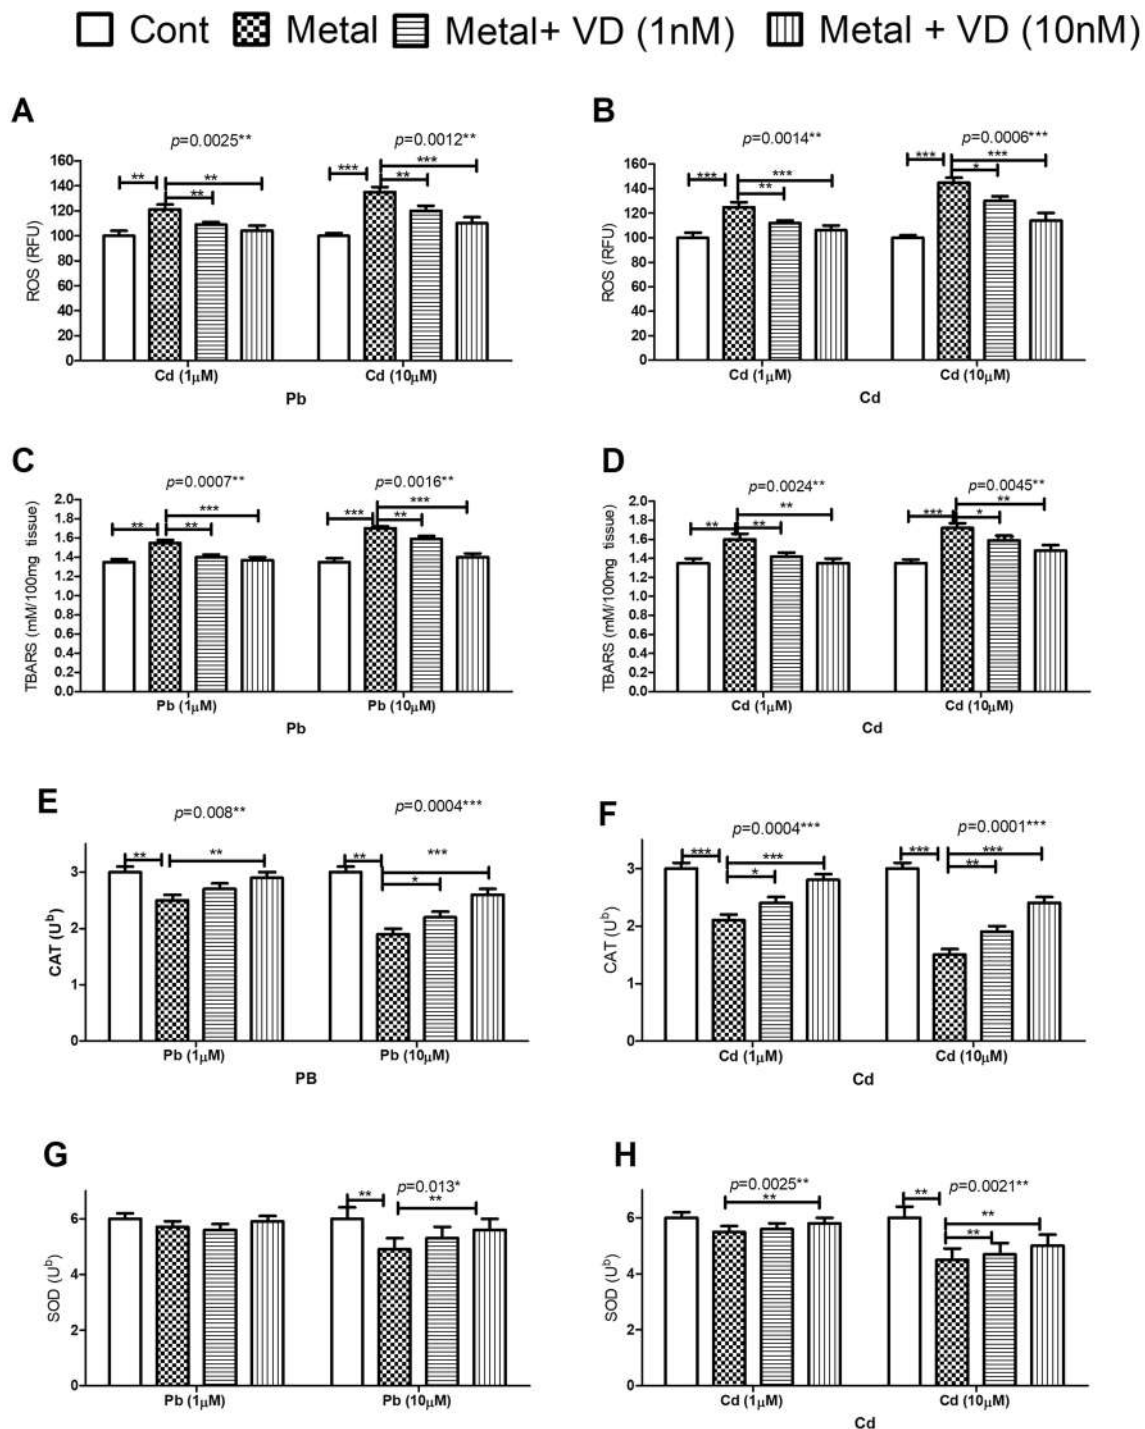 Cont Metal Metal+ VD (1nM) Metal + VD (10nM)
A
p=0.0025**
p=0.0012**
** ** ** *** *** **
ROS (RFU)
160
140
120
100
80
60
40
20
0
Cd (1μM) Cd (10μM)
Pb
B
p=0.0014**
p=0.0006***
*** *** ** *** *** *
ROS (RFU)
160
140
120
100
80
60
40
20
0
Cd (1μM) Cd (10μM)
Cd
C
p=0.0007**
p=0.0016**
** *** ** *** *** **
TBARS (mM/100mg tissue)
2.0
1.8
1.6
1.4
1.2
1.0
0.8
0.6
0.4
0.2
0.0
Pb (1μM) Pb (10μM)
Pb
D
p=0.0024**
p=0.0045**
** ** ** *** ** *
TBARS (mM/100mg tissue)
2.0
1.8
1.6
1.4
1.2
1.0
0.8
0.6
0.4
0.2
0.0
Cd (1μM) Cd (10μM)
Cd
E
p=0.008**
p=0.0004***
** ** ** *** *
CAT (Uᵇ)
3
2
1
0
Pb (1μM) Pb (10μM)
PB
F
p=0.0004***
p=0.0001***
*** *** * *** *** **
CAT (Uᵇ)
3
2
1
0
Cd (1μM) Cd (10μM)
Cd
G
p=0.013*
** **
SOD (Uᵇ)
6
4
2
0
Pb (1μM) Pb (10μM)
H
p=0.0025**
p=0.0021**
** ** ** **
SOD (Uᵇ)
6
4
2
0
Cd (1μM) Cd (10μM)
Cd